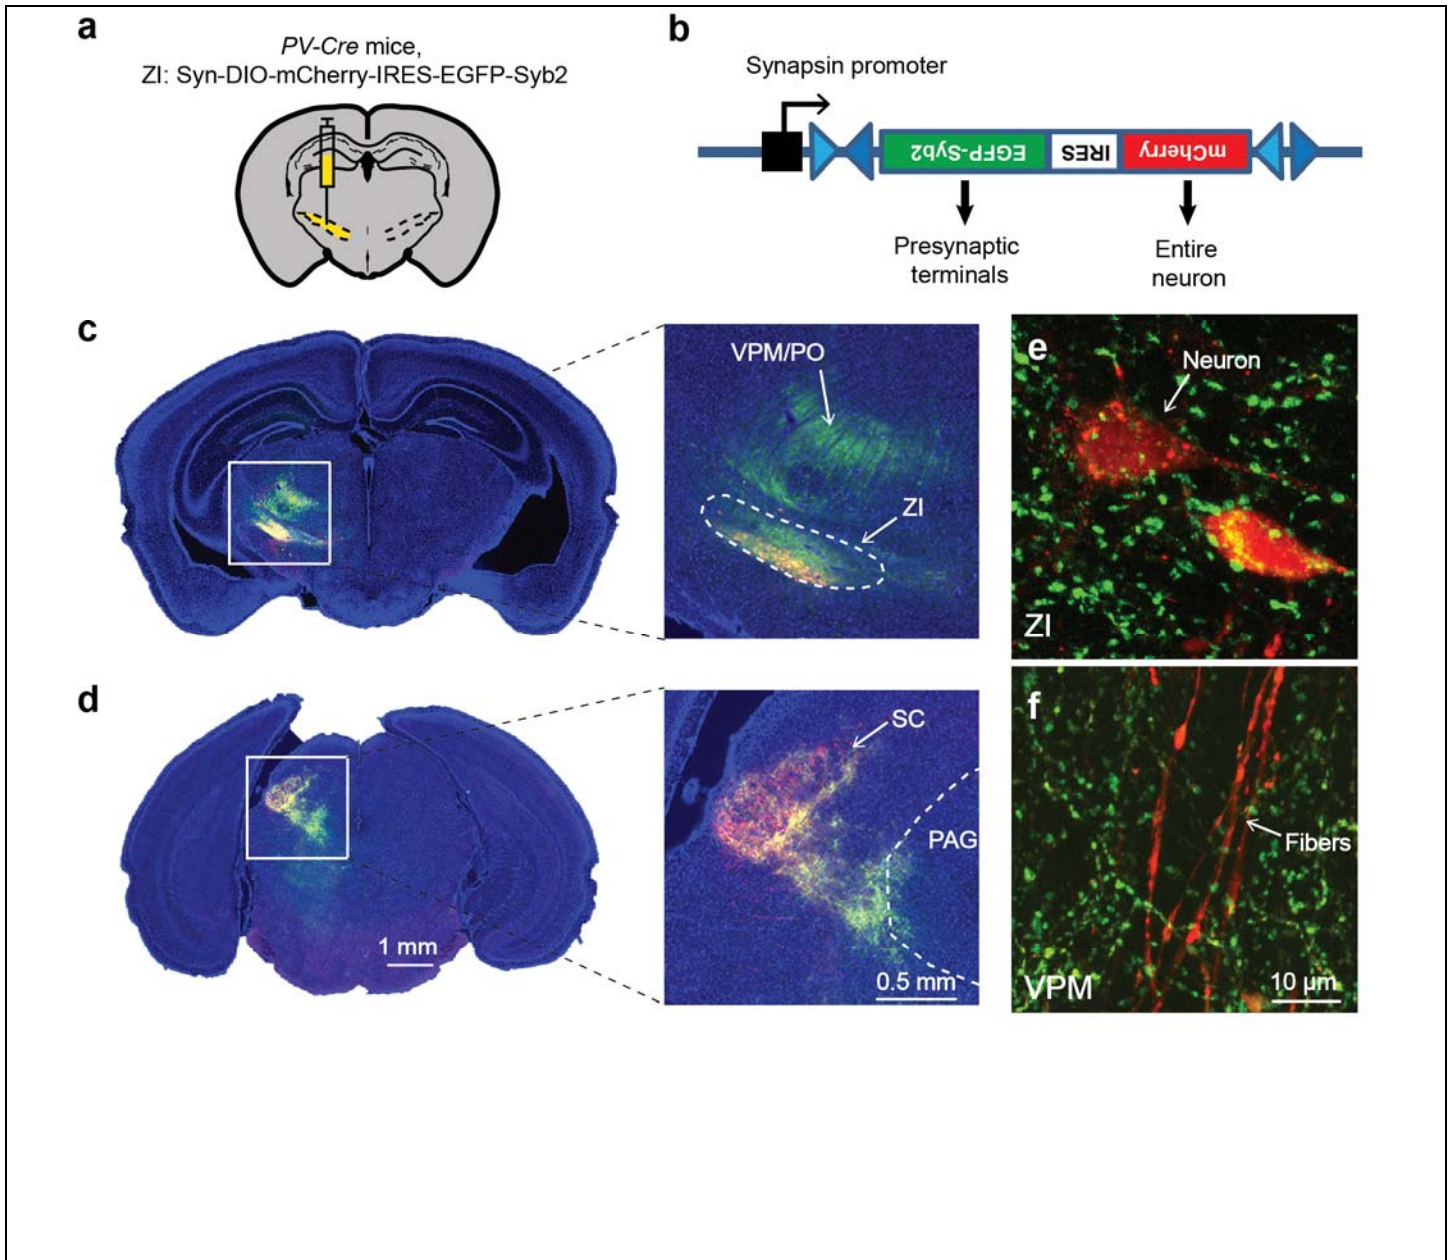 a
PV-Cre mice,
ZI: Syn-DIO-mCherry-IRES-EGFP-Syb2
b
Synapsin promoter
EGFP-Syb2
IRES
mCherry
Presynaptic
terminals
Entire
neuron
c
VPM/PO
ZI
d
1 mm
SC
PAG
0.5 mm
e
Neuron
ZI
f
Fibers
VPM
10 µm